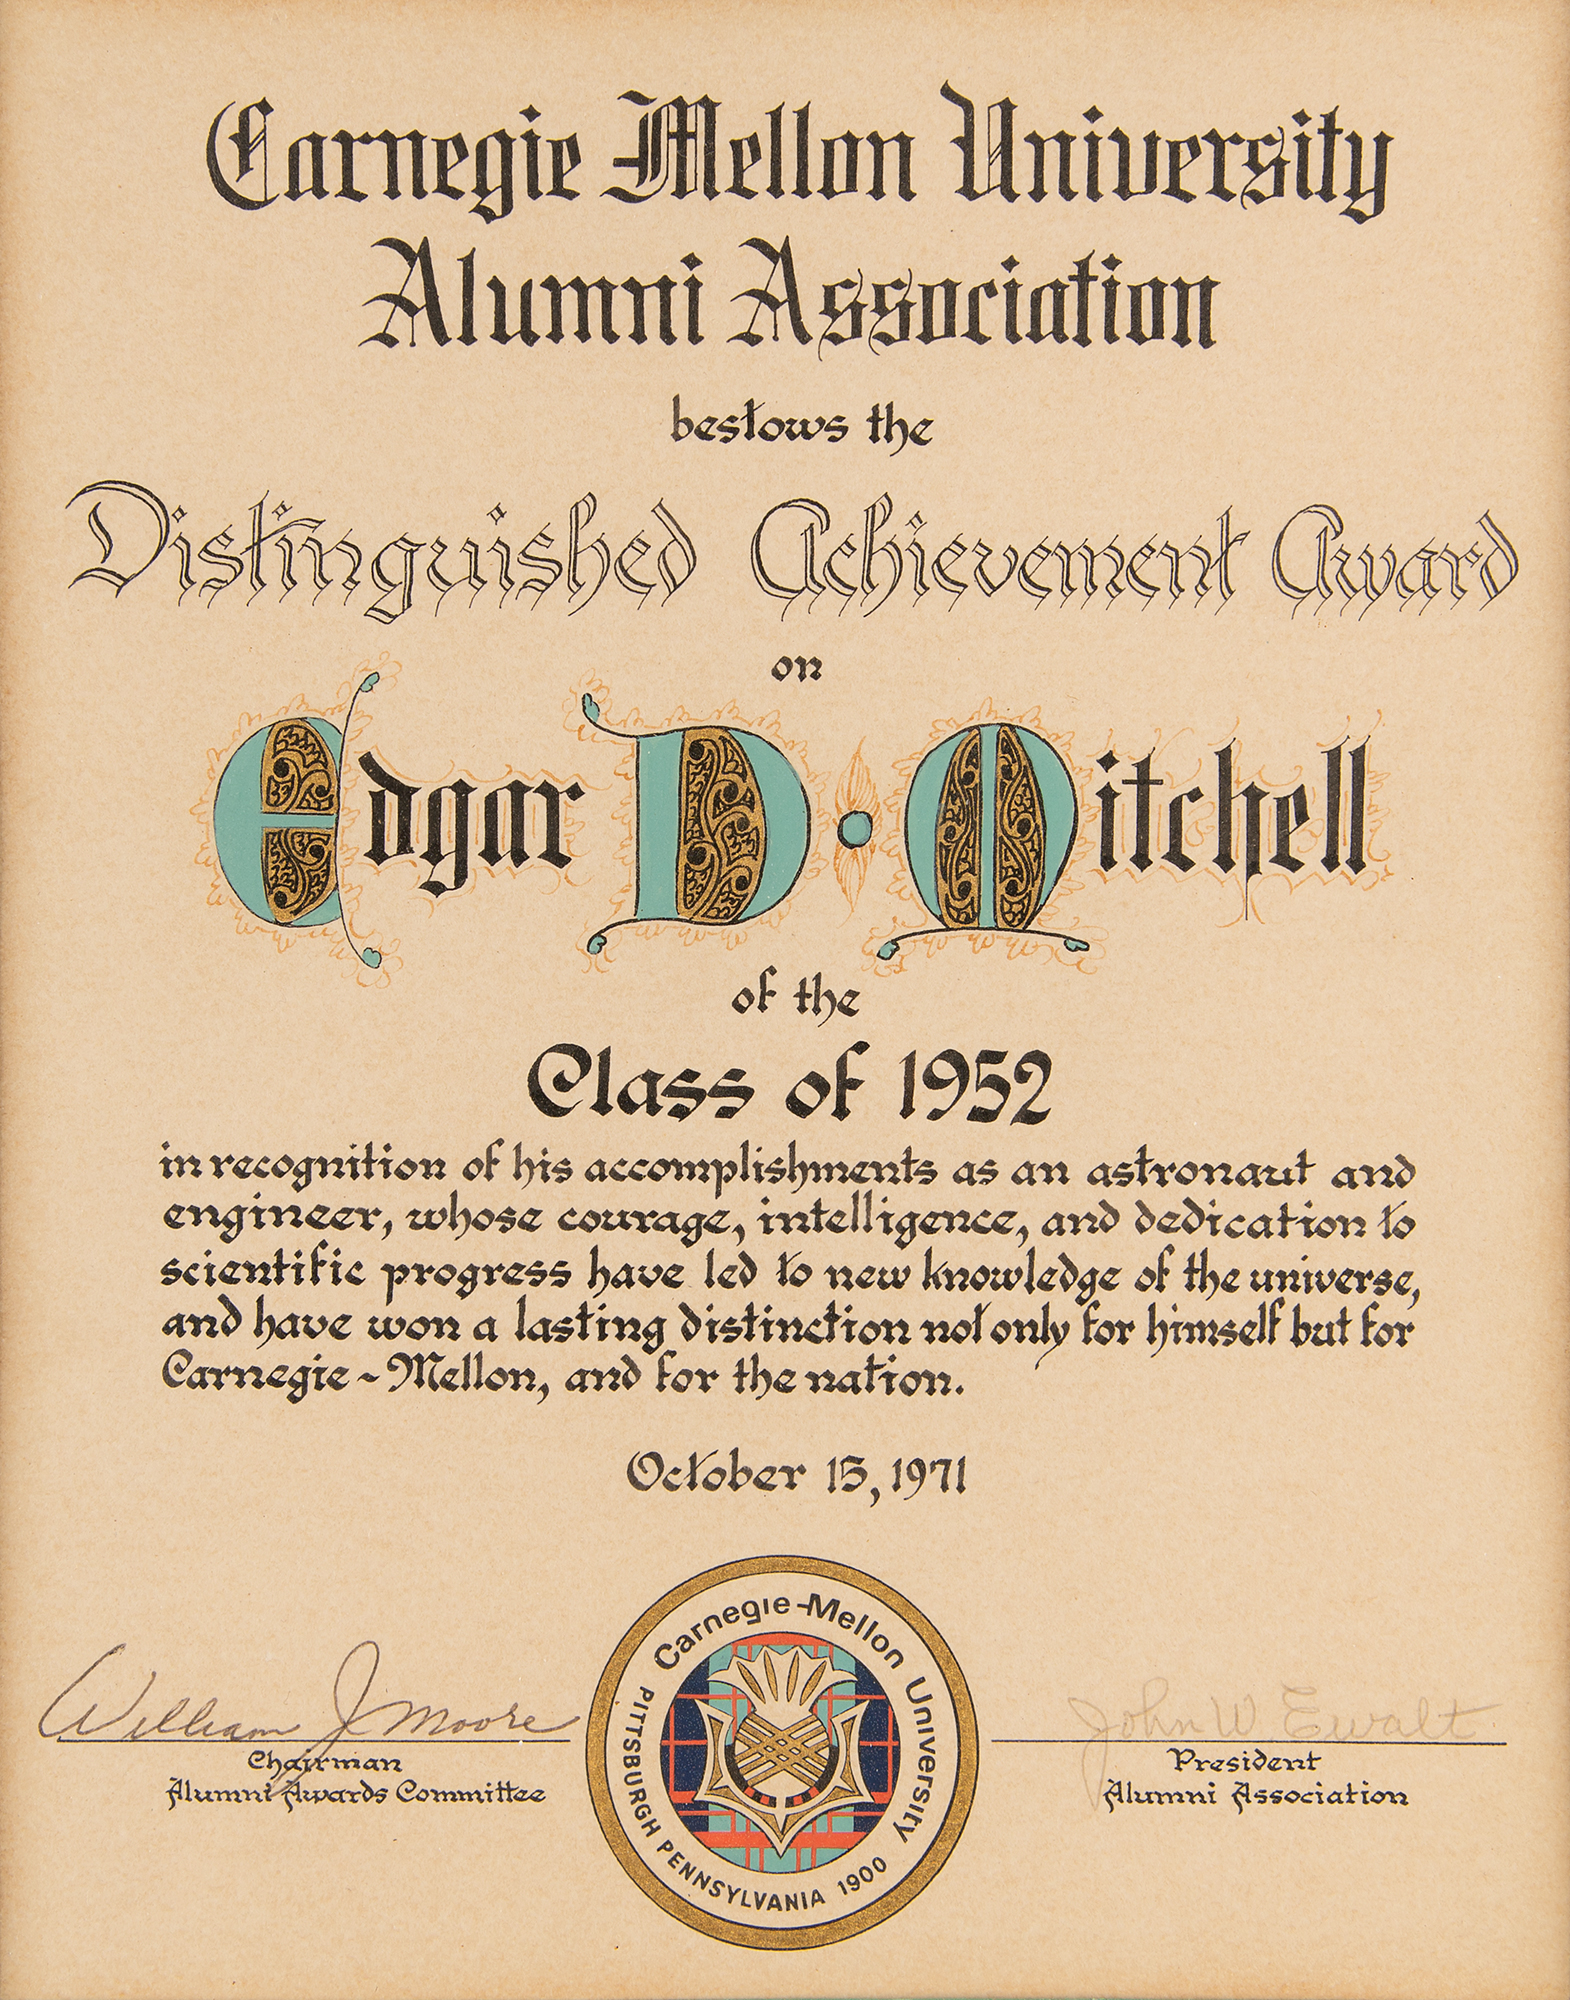 Carnegie Mellon University
Alumni Association
bestows the
Distinguished Achievement Award
on
Edgar D · Mitchell
of the
Class of 1952
in recognition of his accomplishments as an astronaut and
engineer, whose courage, intelligence, and dedication to
scientific progress have led to new knowledge of the universe,
and have won a lasting distinction not only for himself but for
Carnegie-Mellon, and for the nation.
October 15, 1971
William J Moore
Chairman
Alumni Awards Committee
Carnegie-Mellon University
PITTSBURGH PENNSYLVANIA 1900
John W Ewalt
President
Alumni Association